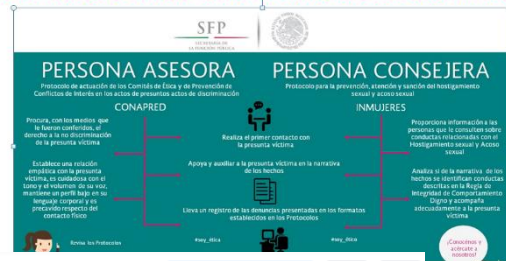 SFP
SECRETARÍA DE
LA FUNCIÓN PÚBLICA
PERSONA ASESORA
Protocolo de actuación de los Comités de Ética y de Prevención de
Conflictos de Interés en los actos de presuntos actos de discriminación
CONAPRED
PERSONA CONSEJERA
Protocolo para la prevención, atención y sanción del hostigamiento
sexual y acoso sexual
INMUJERES
Procura, con los medios que
le fueron conferidos, el
derecho a la no discriminación
de la presunta víctima
Establece una relación
empática con la presunta
víctima, es cuidadosa con el
tono y el volumen de su voz,
mantiene un perfil bajo en su
lenguaje corporal y es
precavido respecto del
contacto físico
Realiza el primer contacto con
la presunta víctima
Apoya y auxiliar a la presunta víctima en la narrativa
de los hechos
Lleva un registro de las denuncias presentadas en los formatos
establecidos en los Protocolos
Proporciona información a las
personas que le consulten sobre
conductas relacionadas con el
Hostigamiento sexual y Acoso
sexual
Analiza si de la narrativa de los
hechos se identifican conductas
descritas en la Regla de
Integridad de Comportamiento
Digno y acompaña
adecuadamente a la presunta
víctima
Revisa los Protocolos
#soy_ética
#soy_ético
¡Conócenos y
acércate a
nosotros!